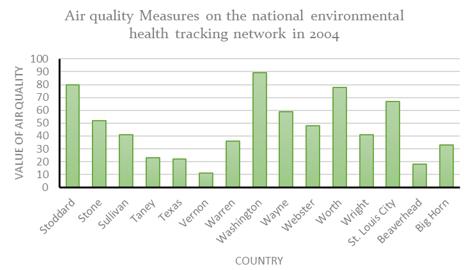 Air quality Measures on the national environmental
health tracking network in 2004
VALUE OF AIR QUALITY
100
90
80
70
60
50
40
30
20
10
0
Stoddard
Stone
Sullivan
Taney
Texas
Vernon
Warren
Washington
Wayne
Webster
Worth
Wright
St. Louis City
Beaverhead
Big Horn
COUNTRY